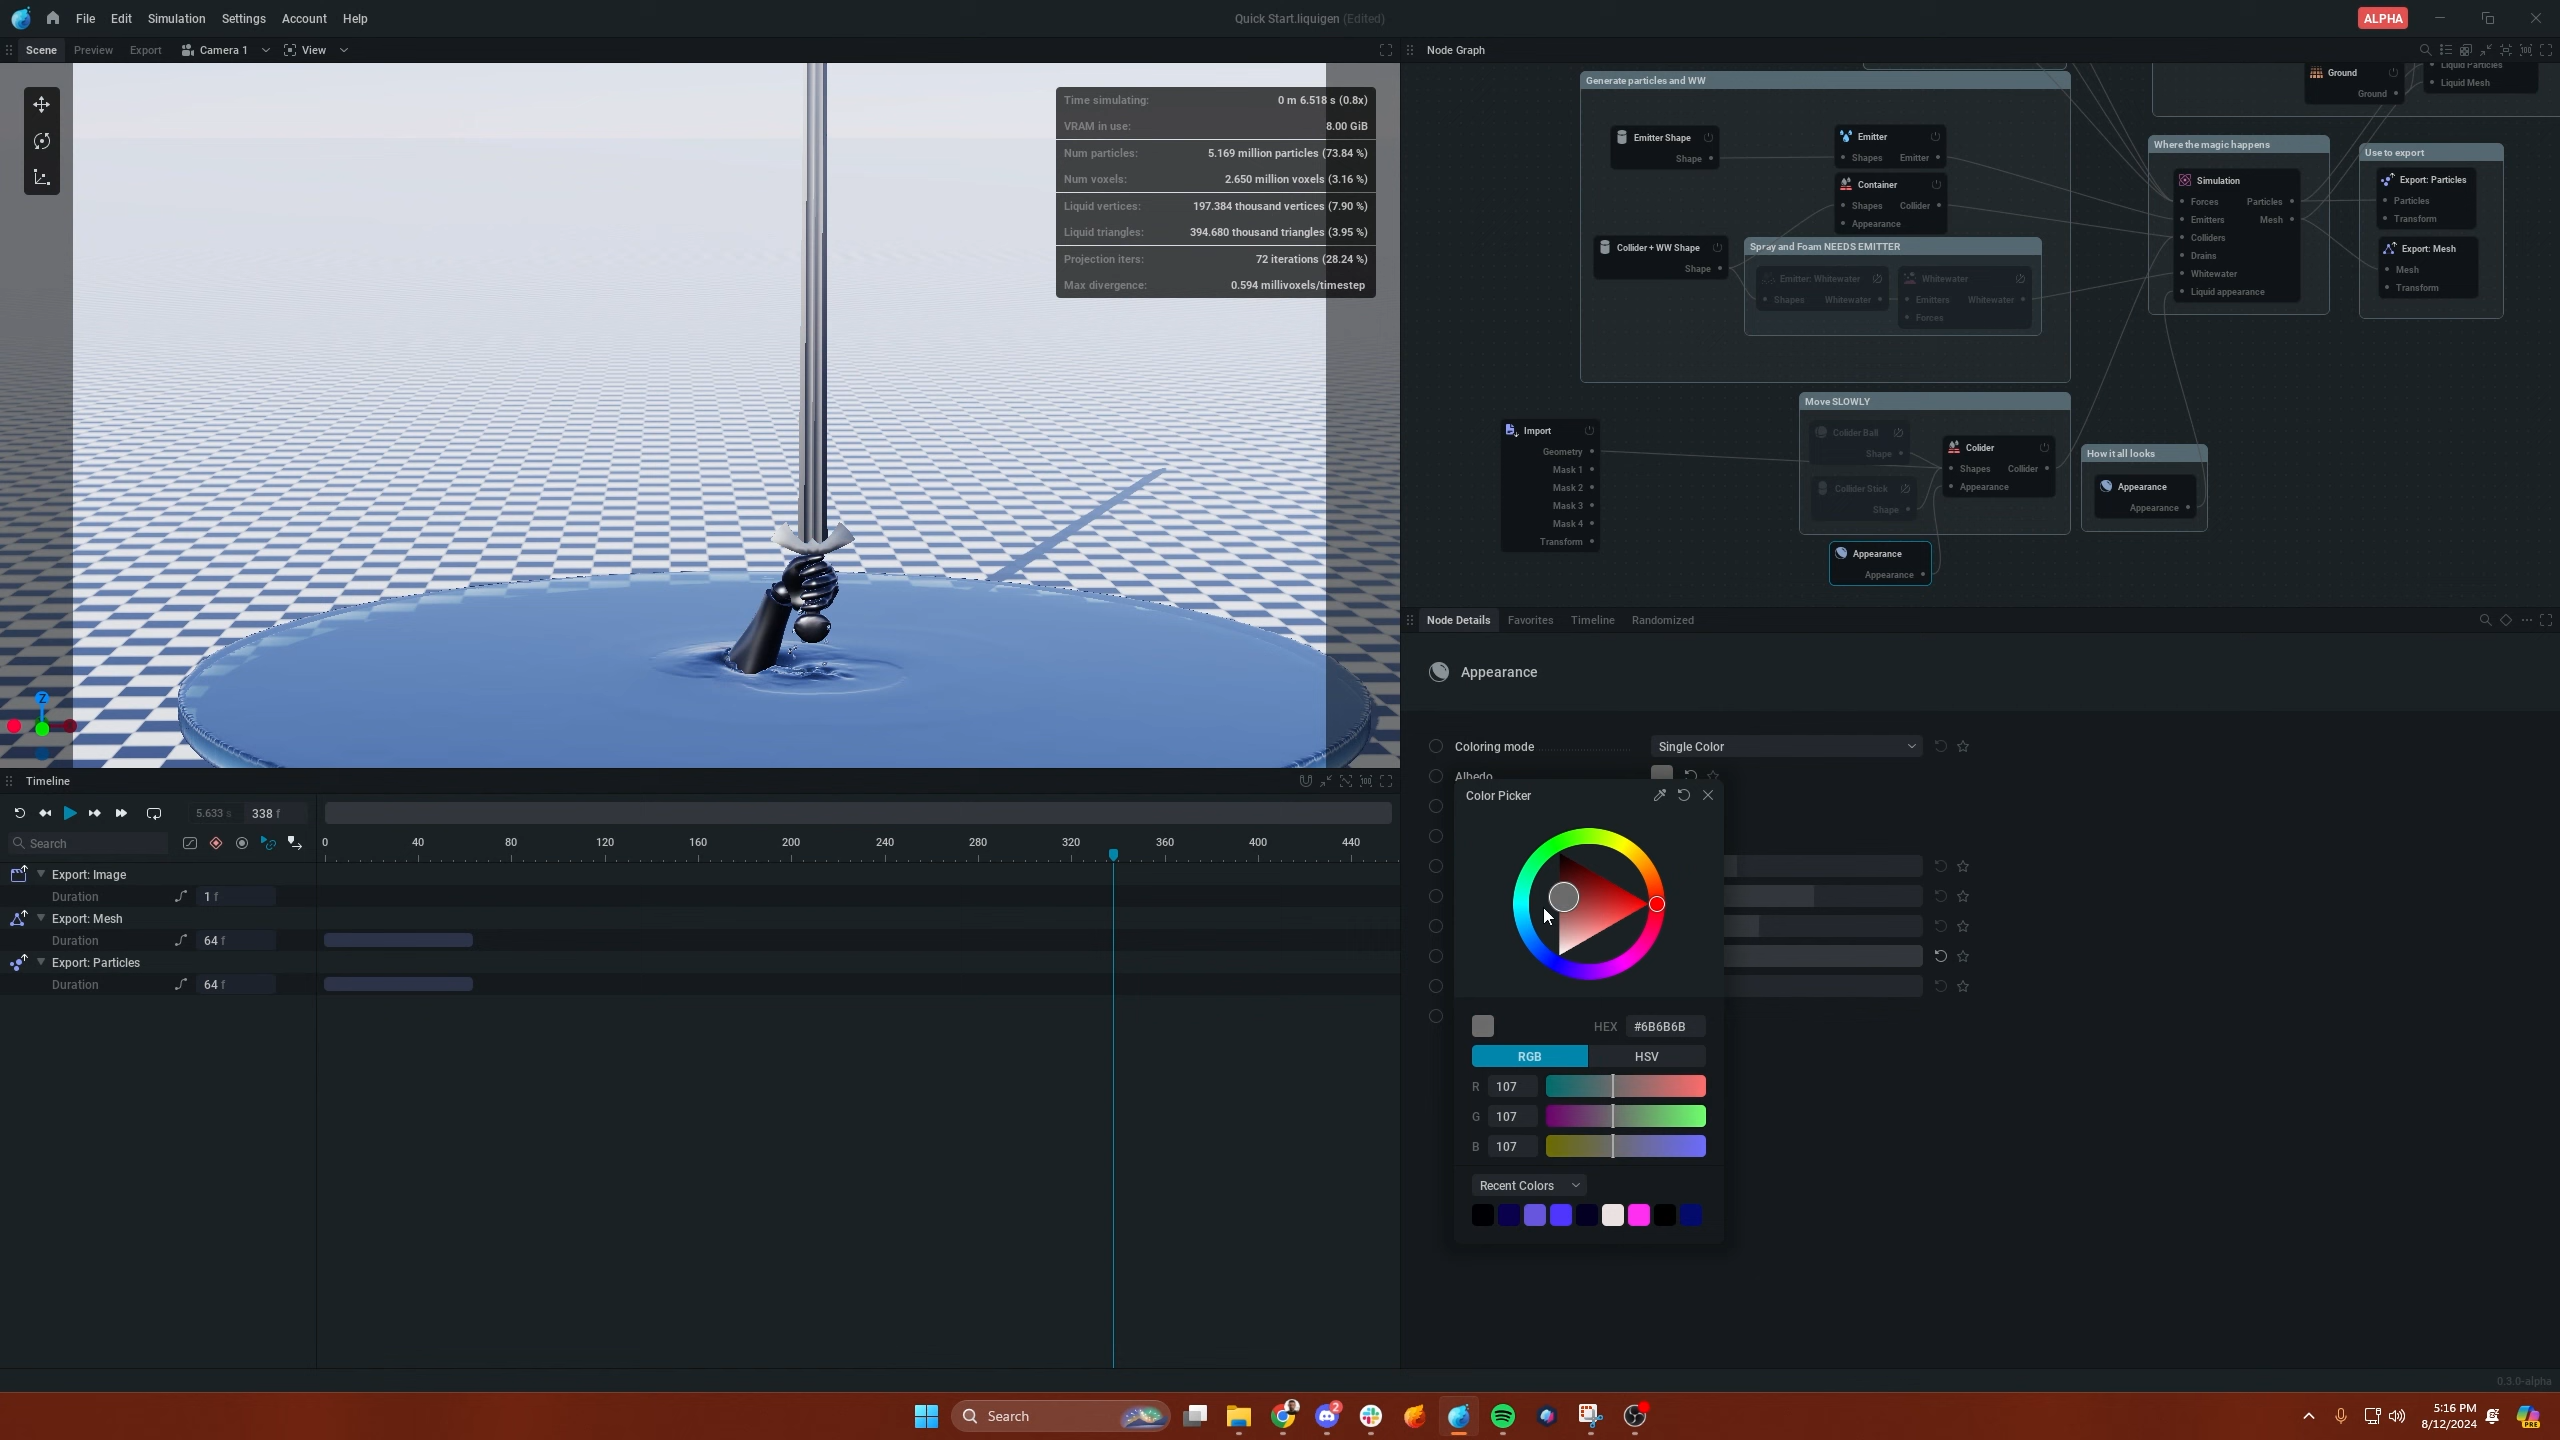 File Edit Simulation Settings Account Help
Quick Start.liquigen (Edited)
ALPHA
Scene Preview Export Camera 1 View
Time simulating: 0 m 6.518 s (0.8x)
VRAM in use: 8.00 GiB
Num particles: 5.169 million particles (73.84 %)
Num voxels: 2.650 million voxels (3.16 %)
Liquid vertices: 197.384 thousand vertices (7.90 %)
Liquid triangles: 394.680 thousand triangles (3.95 %)
Projection iters: 72 iterations (28.24 %)
Max divergence: 0.594 millivoxels/timestep
Z
Node Graph
Generate particles and WW
Emitter Shape
Shape
Emitter
Shapes Emitter
Container
Shapes Collider
Appearance
Collider + WW Shape
Shape
Spray and Foam NEEDS EMITTER
Emitter: Whitewater
Shapes Whitewater
Whitewater
Emitters Whitewater
Forces
Ground
Ground
Liquid Particles
Liquid Mesh
Where the magic happens
Simulation
Forces Particles
Emitters Mesh
Colliders
Drains
Whitewater
Liquid appearance
Use to export
Export: Particles
Particles
Transform
Export: Mesh
Mesh
Transform
Import
Geometry
Mask 1
Mask 2
Mask 3
Mask 4
Transform
Move SLOWLY
Collider Ball
Shape
Collider Stick
Shape
Colider
Shapes Collider
Appearance
Appearance
Appearance
How it all looks
Appearance
Appearance
Node Details Favorites Timeline Randomized
Appearance
Coloring mode Single Color
Albedo
Color Picker
HEX #6B6B6B
RGB HSV
R 107
G 107
B 107
Recent Colors
Timeline
5.633 s 338 f
Search
0 40 80 120 160 200 240 280 320 360 400 440
Export: Image
Duration 1 f
Export: Mesh
Duration 64 f
Export: Particles
Duration 64 f
0.3.0-alpha
Search
2
5:16 PM
8/12/2024
PRE